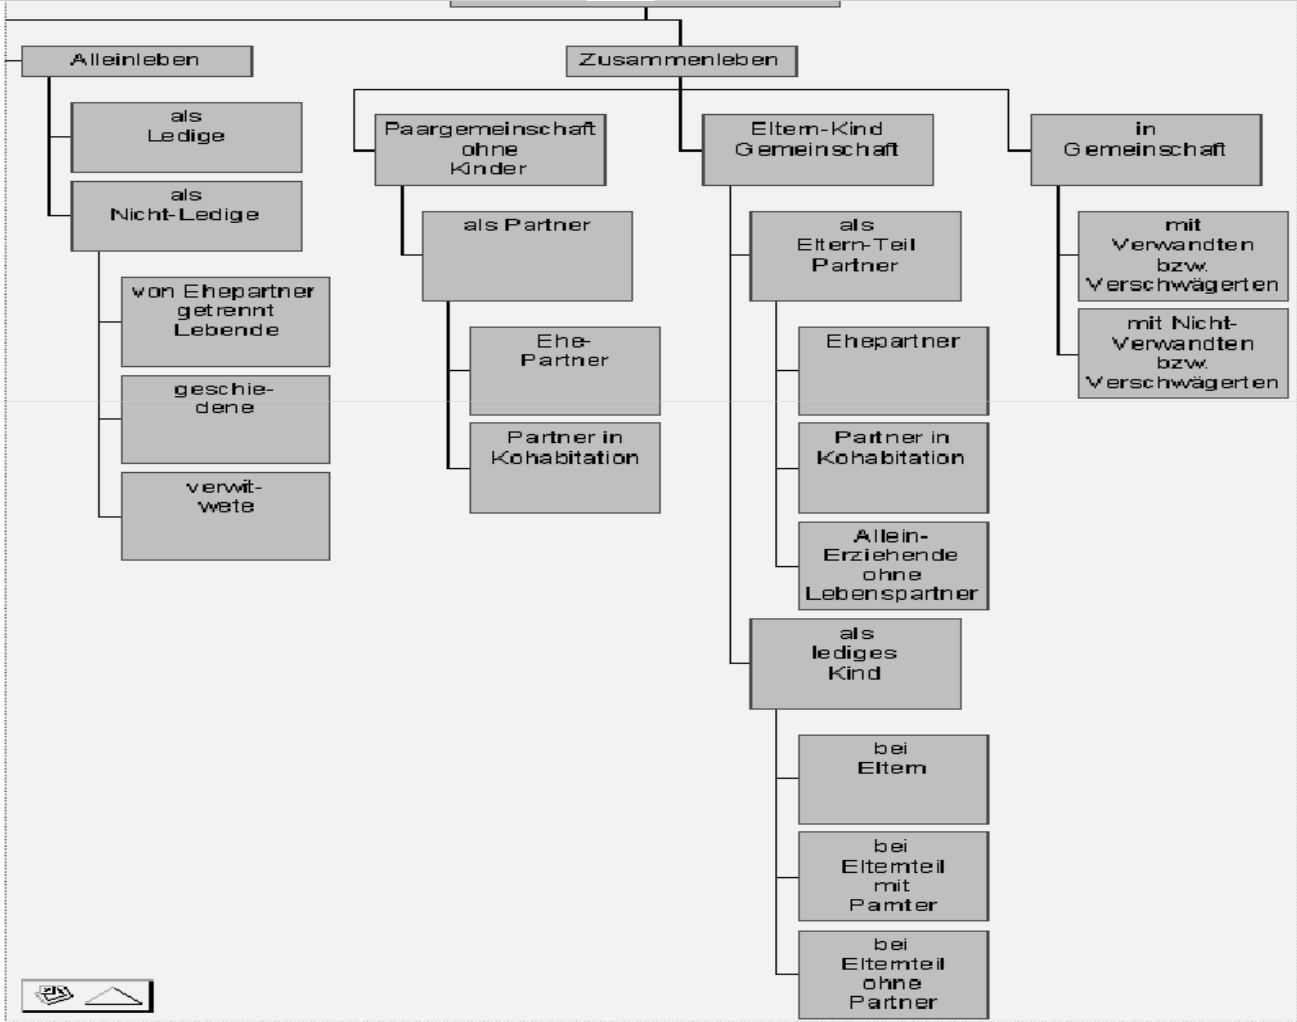 Alleinleben
als
Ledige
als
Nicht-Ledige
von Ehepartner
getrennt
Lebende
geschie-
dene
verwit-
wete
Zusammenleben
Paargemeinschaft
ohne
Kinder
als Partner
Ehe-
Partner
Partner in
Kohabitation
Eltern-Kind
Gemeinschaft
als
Eltern-Teil
Partner
Ehepartner
Partner in
Kohabitation
Allein-
Erziehende
ohne
Lebenspartner
als
lediges
Kind
bei
Eltern
bei
Elternteil
mit
Parnter
bei
Elternteil
ohne
Partner
in
Gemeinschaft
mit
Verwandten
bzw.
Verschwägerten
mit Nicht-
Verwandten
bzw.
Verschwägerten